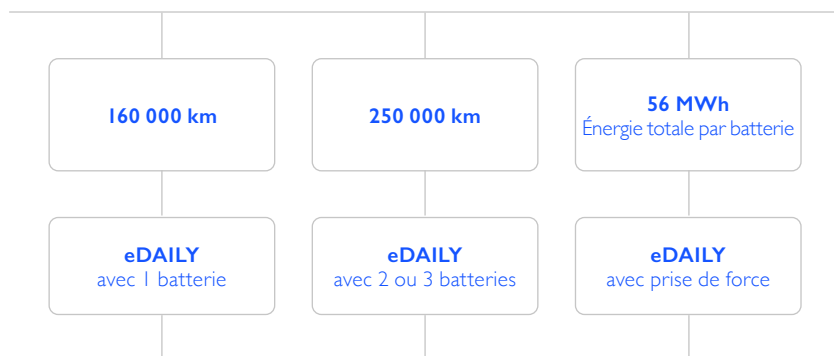 160 000 km
250 000 km
56 MWh
Énergie totale par batterie
eDAILY
avec 1 batterie
eDAILY
avec 2 ou 3 batteries
eDAILY
avec prise de force